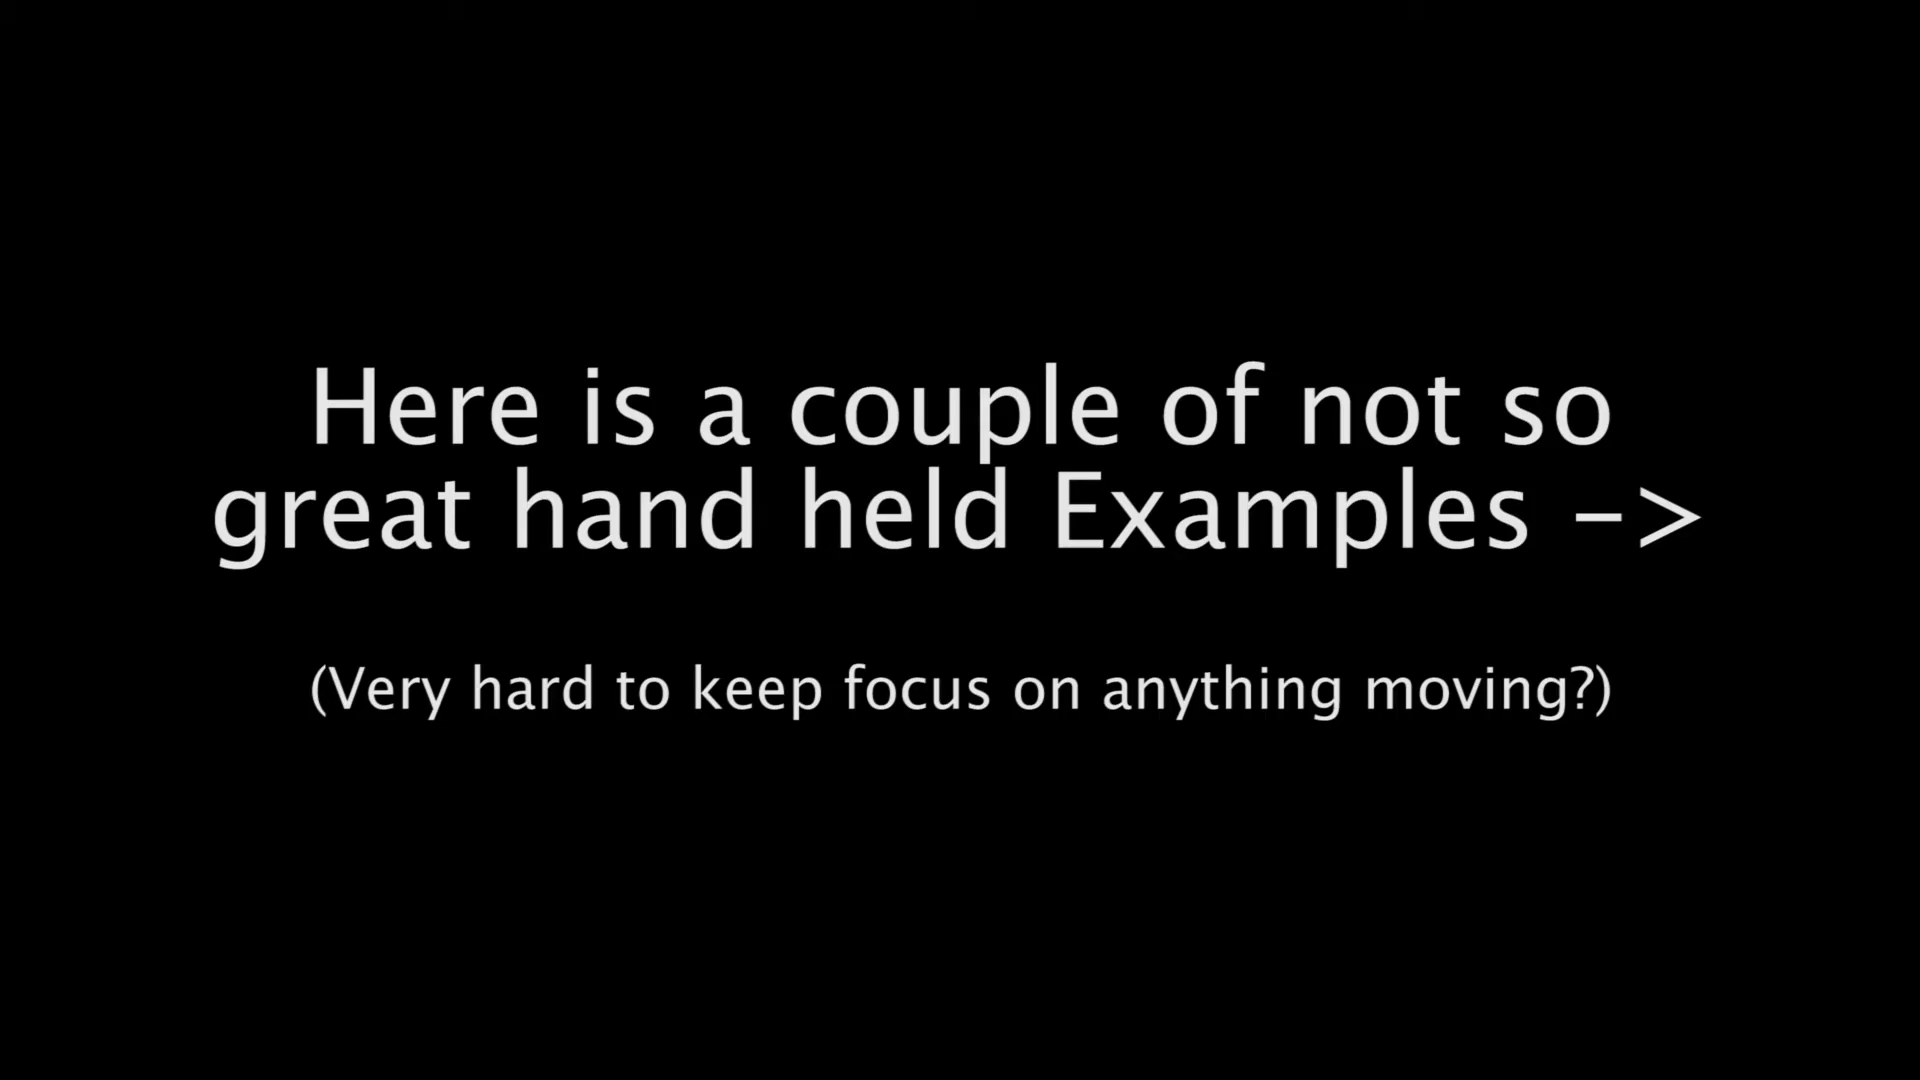 Here is a couple of not so
great hand held Examples ->
(Very hard to keep focus on anything moving?)